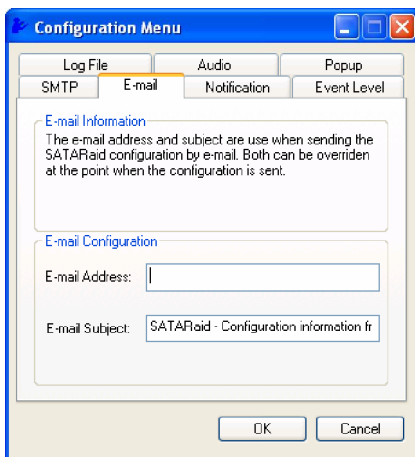 Configuration Menu
Log File Audio Popup
SMTP E-mail Notification Event Level
E-mail Information
The e-mail address and subject are use when sending the
SATARaid configuration by e-mail. Both can be overriden
at the point when the configuration is sent.
E-mail Configuration
E-mail Address:
E-mail Subject: SATARaid - Configuration information fr
OK Cancel